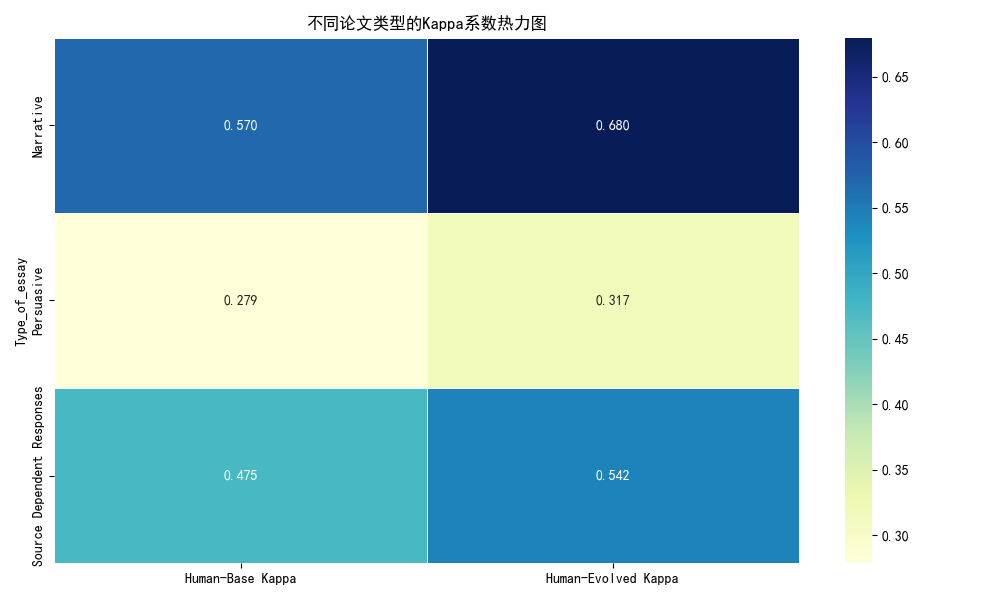 不同论文类型的Kappa系数热力图
Type_of_essay
Narrative
0.570
0.680
Persuasive
0.279
0.317
Source Dependent Responses
0.475
0.542
Human-Base Kappa
Human-Evolved Kappa
0.65
0.60
0.55
0.50
0.45
0.40
0.35
0.30